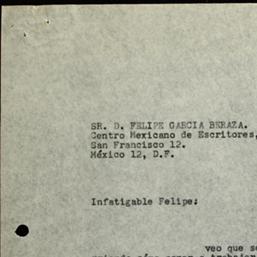 SR. D. FELIPE GARCIA BERAZA.
Centro Mexicano de Escritores,
San Francisco 12.
México 12, D.F.
Infatigable Felipe:
veo que se